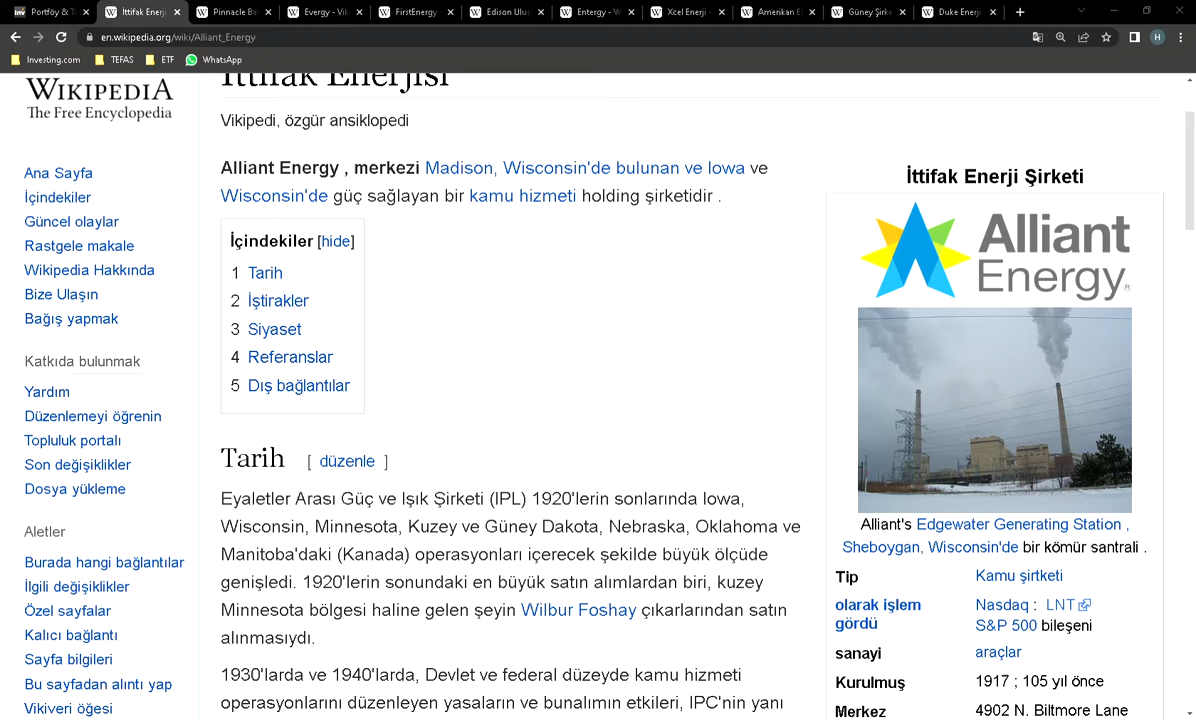 Portföy & T
İttifak Enerji
Pinnacle Ba
Evergy - Vik
FirstEnergy
Edison Ulus
Entergy - W
Xcel Enerji -
Amerikan E
Güney Şirke
Duke Enerji
en.wikipedia.org/wiki/Alliant_Energy
H
Investing.com
TEFAS
ETF
WhatsApp
WIKIPEDIA
The Free Encyclopedia
Ana Sayfa
İçindekiler
Güncel olaylar
Rastgele makale
Wikipedia Hakkında
Bize Ulaşın
Bağış yapmak
Katkıda bulunmak
Yardım
Düzenlemeyi öğrenin
Topluluk portalı
Son değişiklikler
Dosya yükleme
Aletler
Burada hangi bağlantılar
İlgili değişiklikler
Özel sayfalar
Kalıcı bağlantı
Sayfa bilgileri
Bu sayfadan alıntı yap
Vikiveri öğesi
İttifak Enerjisi
Vikipedi, özgür ansiklopedi
Alliant Energy , merkezi Madison, Wisconsin'de bulunan ve Iowa ve
Wisconsin'de güç sağlayan bir kamu hizmeti holding şirketidir .
İçindekiler [hide]
1 Tarih
2 İştirakler
3 Siyaset
4 Referanslar
5 Dış bağlantılar
Tarih [ düzenle ]
Eyaletler Arası Güç ve Işık Şirketi (IPL) 1920'lerin sonlarında Iowa,
Wisconsin, Minnesota, Kuzey ve Güney Dakota, Nebraska, Oklahoma ve
Manitoba'daki (Kanada) operasyonları içerecek şekilde büyük ölçüde
genişledi. 1920'lerin sonundaki en büyük satın alımlardan biri, kuzey
Minnesota bölgesi haline gelen şeyin Wilbur Foshay çıkarlarından satın
alınmasıydı.
1930'larda ve 1940'larda, Devlet ve federal düzeyde kamu hizmeti
operasyonlarını düzenleyen yasaların ve bunalımın etkileri, IPC'nin yanı
İttifak Enerji Şirketi
Alliant
Energy®
Alliant's Edgewater Generating Station ,
Sheboygan, Wisconsin'de bir kömür santrali .
Tip Kamu şirtketi
olarak işlem Nasdaq : LNT
gördü S&P 500 bileşeni
sanayi araçlar
Kurulmuş 1917 ; 105 yıl önce
Merkez 4902 N. Biltmore Lane